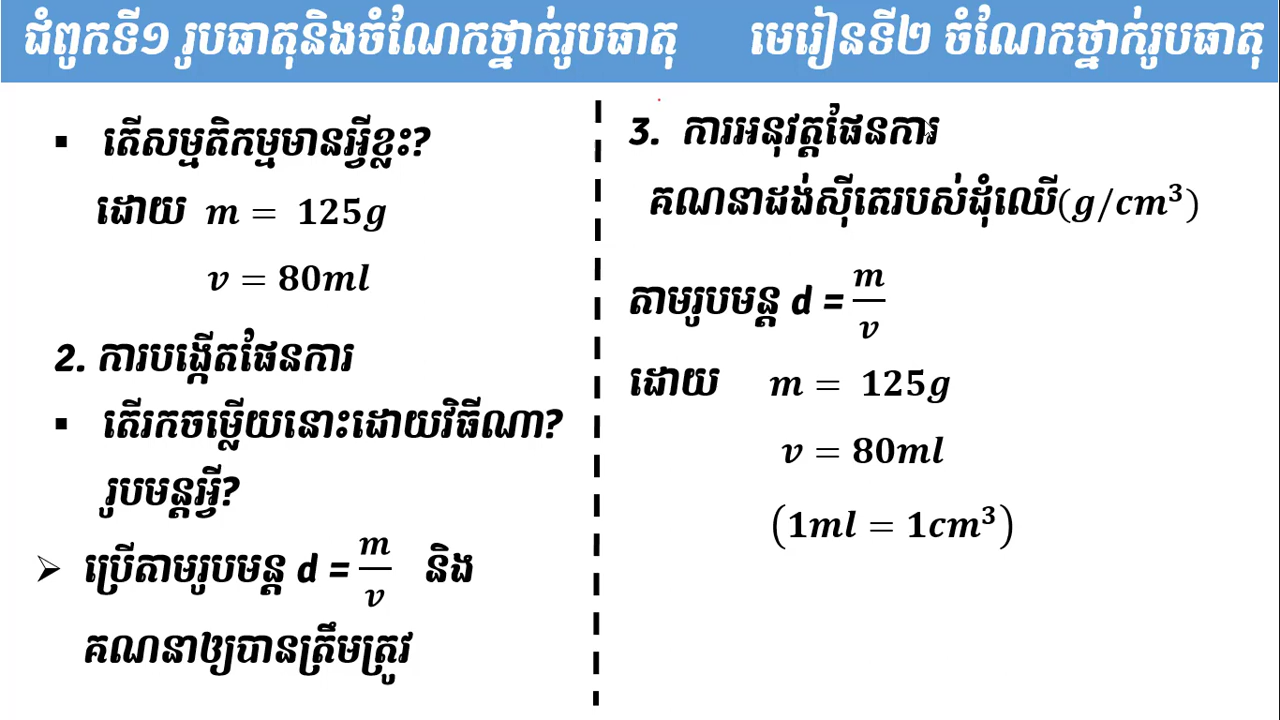 ជំពូកទី១ រូបធាតុនិងចំណែកថ្នាក់រូបធាតុ មេរៀនទី២ ចំណែកថ្នាក់រូបធាតុ
▪ តើសម្មតិកម្មមានអ្វីខ្លះ?
ដោយ m = 125g
v = 80ml
2. ការបង្កើតផែនការ
▪ តើរកចម្លើយនោះដោយវិធីណា?
រូបមន្តអ្វី?
➢ ប្រើតាមរូបមន្ត d = m/v និង
គណនាឲ្យបានត្រឹមត្រូវ
3. ការអនុវត្តផែនការ
គណនាដង់ស៊ីតេរបស់ដុំឈើ(g/cm³)
តាមរូបមន្ត d = m/v
ដោយ m = 125g
v = 80ml
(1ml = 1cm³)